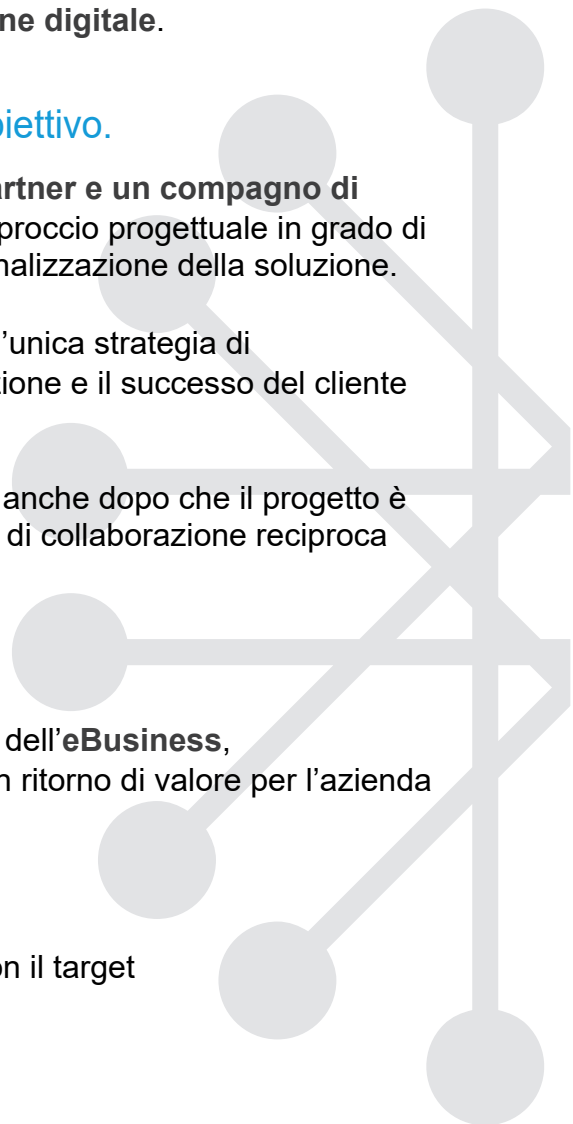 ne digitale.
biettivo.
artner e un compagno di
proccio progettuale in grado di
nalizzazione della soluzione.
'unica strategia di
zione e il successo del cliente
anche dopo che il progetto è
di collaborazione reciproca
dell’eBusiness,
n ritorno di valore per l’azienda
on il target